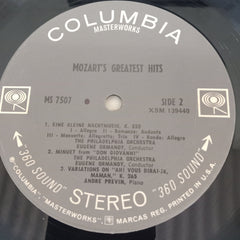 COLUMBIA
MASTERWORKS
MOZART'S GREATEST HITS
MS 7507
SIDE 2
XSM 139440
1. EINE KLEINE NACHTMUSIK, K. 525
I - Allegro II - Romanza: Andante
III - Menuetto: Allegretto; Trio IV - Rondo: Allegro
THE PHILADELPHIA ORCHESTRA
EUGENE ORMANDY, Conductor
2. MINUET from "DON GIOVANNI"
THE PHILADELPHIA ORCHESTRA
EUGENE ORMANDY, Conductor
3. VARIATIONS ON "AH! VOUS DIRAI-JE,
MAMAN," K. 265
ANDRE PREVIN, Piano
"360 SOUND" STEREO "360 SOUND"
"COLUMBIA", "MASTERWORKS", MARCAS REG. PRINTED IN U.S.A.